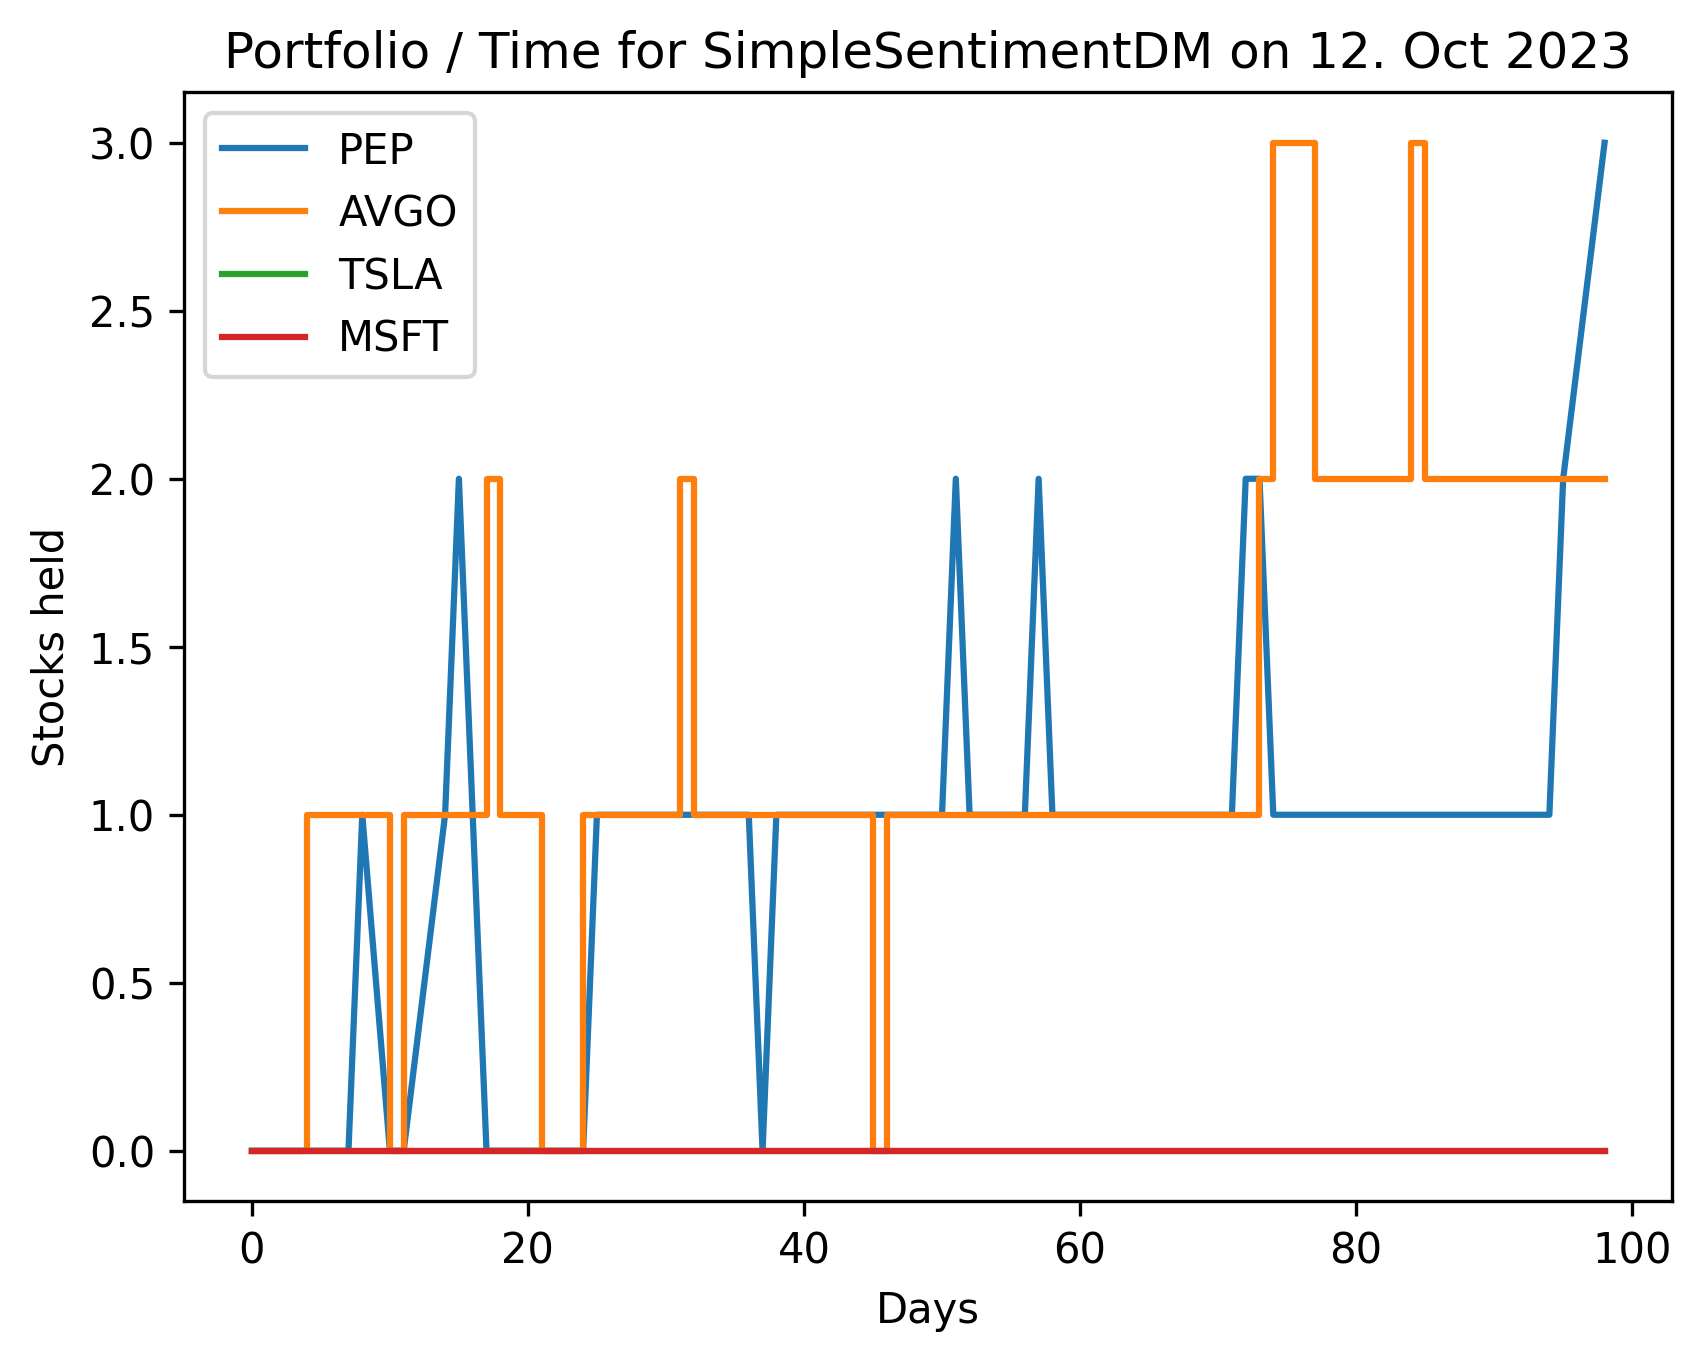 Portfolio / Time for SimpleSentimentDM on 12. Oct 2023
PEP
AVGO
TSLA
MSFT
3.0
2.5
2.0
1.5
1.0
0.5
0.0
Stocks held
0 20 40 60 80 100
Days